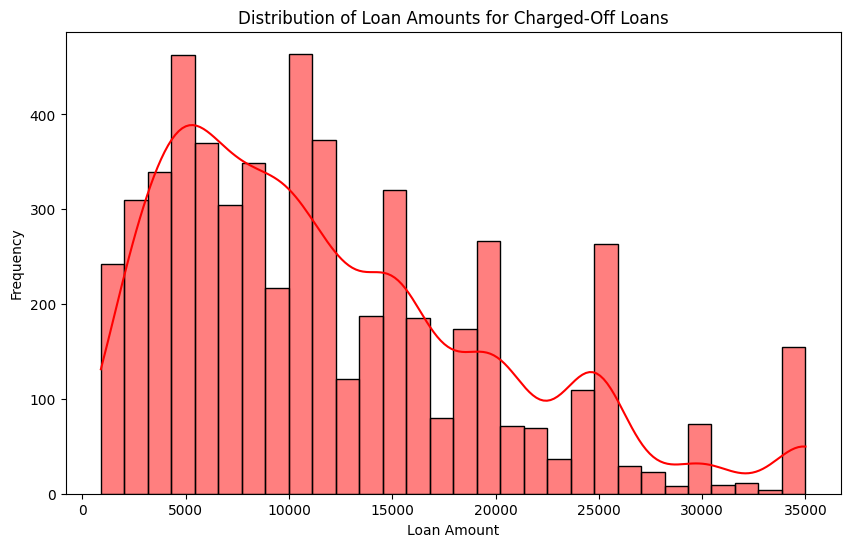 Distribution of Loan Amounts for Charged-Off Loans
400
300
200
100
0
Frequency
0 5000 10000 15000 20000 25000 30000 35000
Loan Amount